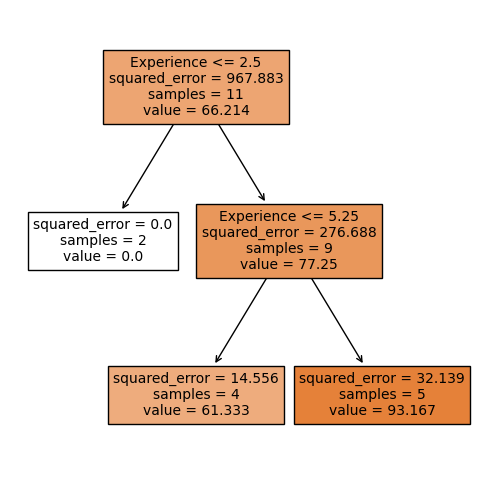 Experience <= 2.5
squared_error = 967.883
samples = 11
value = 66.214
squared_error = 0.0
samples = 2
value = 0.0
Experience <= 5.25
squared_error = 276.688
samples = 9
value = 77.25
squared_error = 14.556
samples = 4
value = 61.333
squared_error = 32.139
samples = 5
value = 93.167